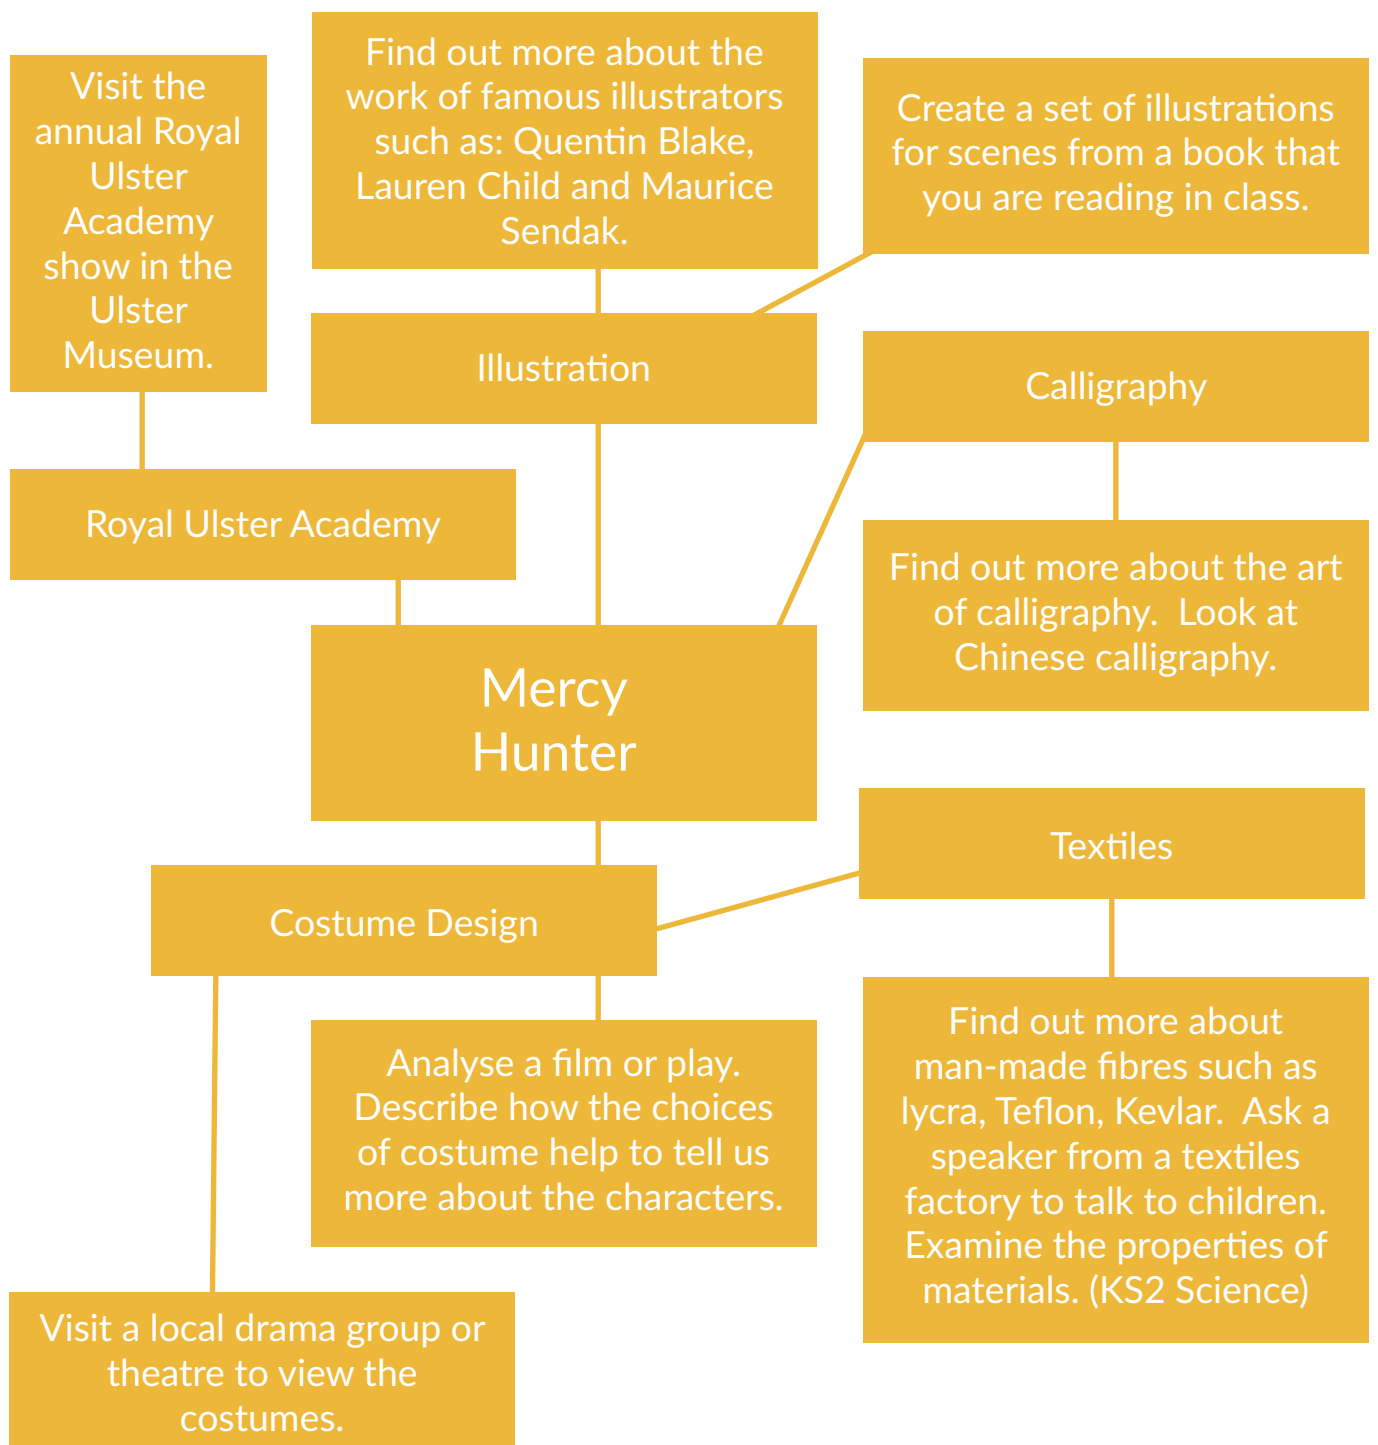 Visit the
annual Royal
Ulster
Academy
show in the
Ulster
Museum.
Find out more about the
work of famous illustrators
such as: Quentin Blake,
Lauren Child and Maurice
Sendak.
Create a set of illustrations
for scenes from a book that
you are reading in class.
Illustration
Calligraphy
Royal Ulster Academy
Find out more about the art
of calligraphy.  Look at
Chinese calligraphy.
Mercy
Hunter
Textiles
Costume Design
Analyse a film or play.
Describe how the choices
of costume help to tell us
more about the characters.
Find out more about
man-made fibres such as
lycra, Teflon, Kevlar.  Ask a
speaker from a textiles
factory to talk to children.
Examine the properties of
materials. (KS2 Science)
Visit a local drama group or
theatre to view the
costumes.